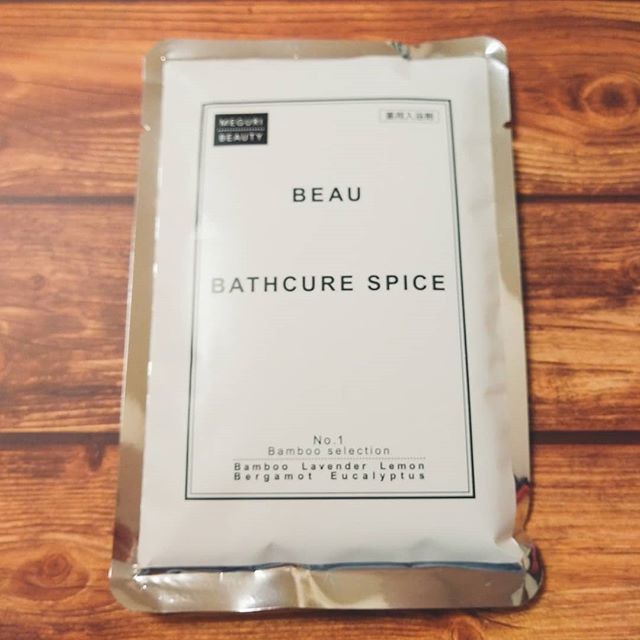 MEGURI
BEAUTY
薬用入浴剤
BEAU
BATHCURE SPICE
No.1
Bamboo selection
Bamboo Lavender Lemon
Bergamot Eucalyptus